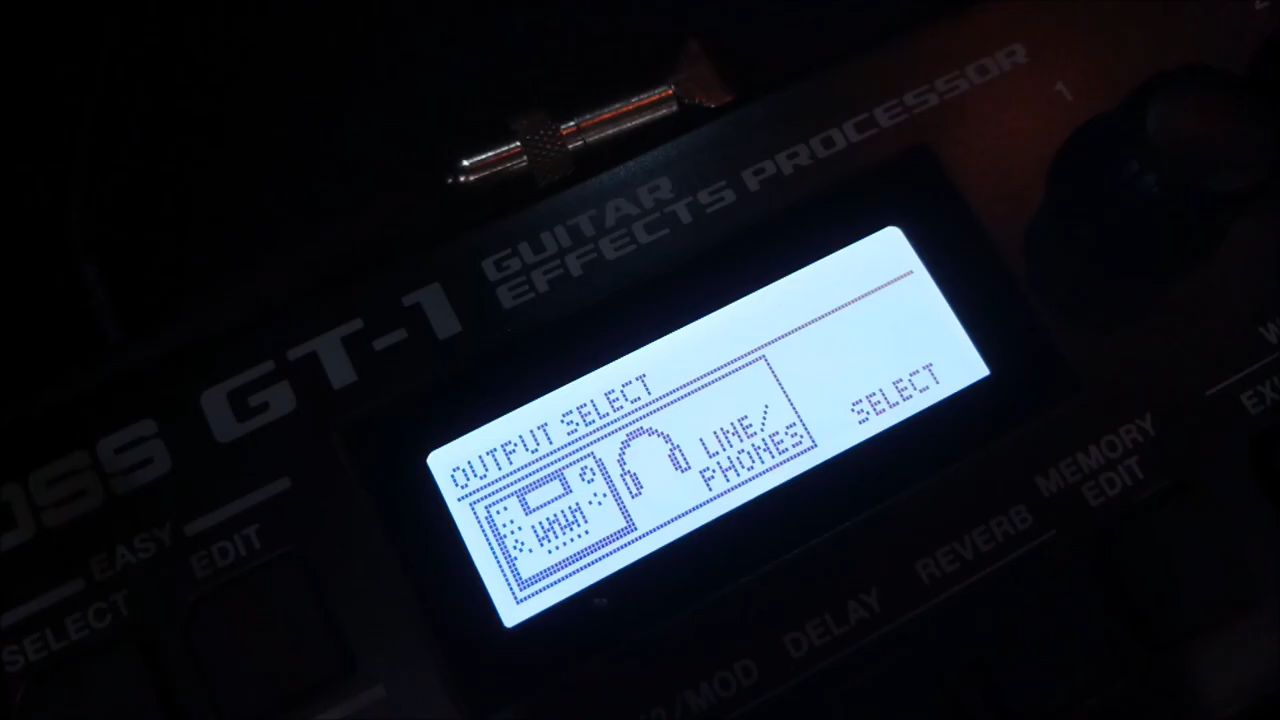 GUITAR
EFFECTS PROCESSOR
1
OSS GT-1
OUTPUT SELECT
LINE/
PHONES
SELECT
EASY
SELECT
EDIT
DELAY
REVERB
MEMORY
EDIT
/MOD